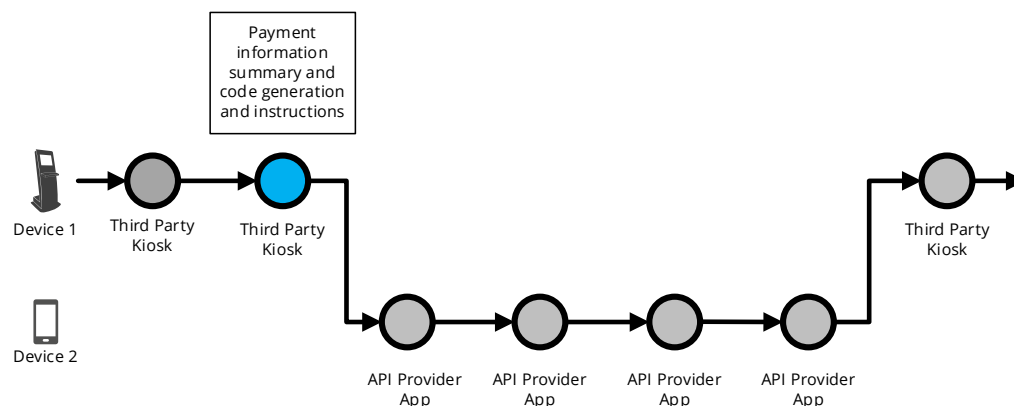 Payment
information
summary and
code generation
and instructions
Device 1
Third Party
Kiosk
Third Party
Kiosk
Third Party
Kiosk
Device 2
API Provider
App
API Provider
App
API Provider
App
API Provider
App